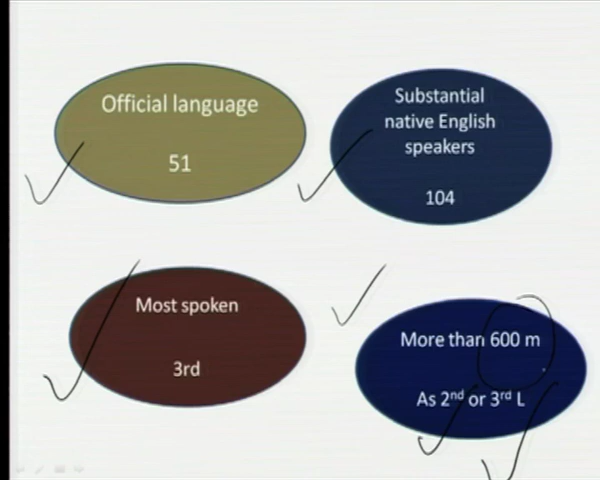 Official language
51
Substantial
native English
speakers
104
Most spoken
3rd
More than 600 m
As 2nd or 3rd L